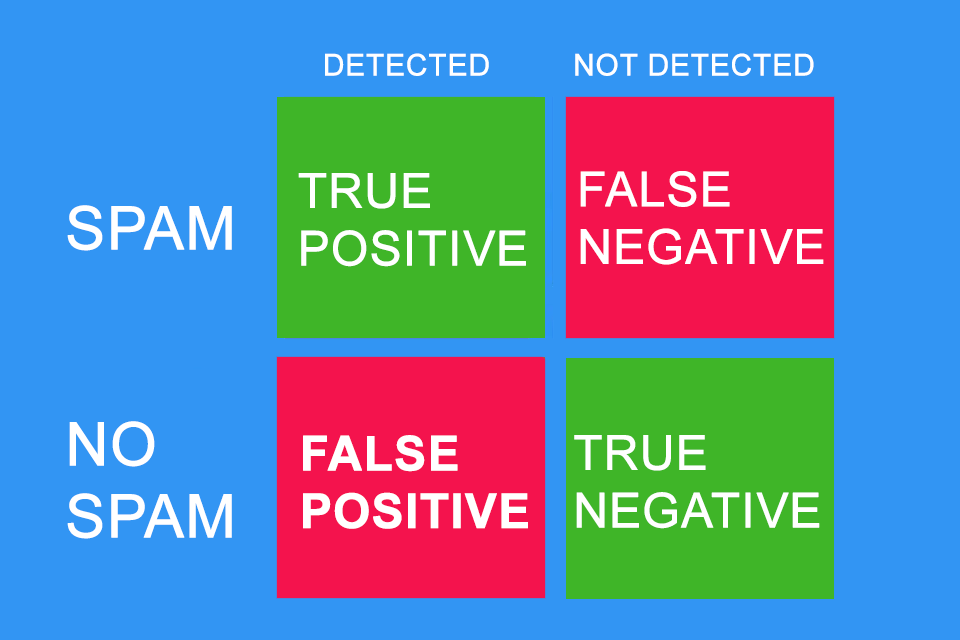 DETECTED
NOT DETECTED
SPAM
TRUE
POSITIVE
FALSE
NEGATIVE
NO
SPAM
FALSE
POSITIVE
TRUE
NEGATIVE